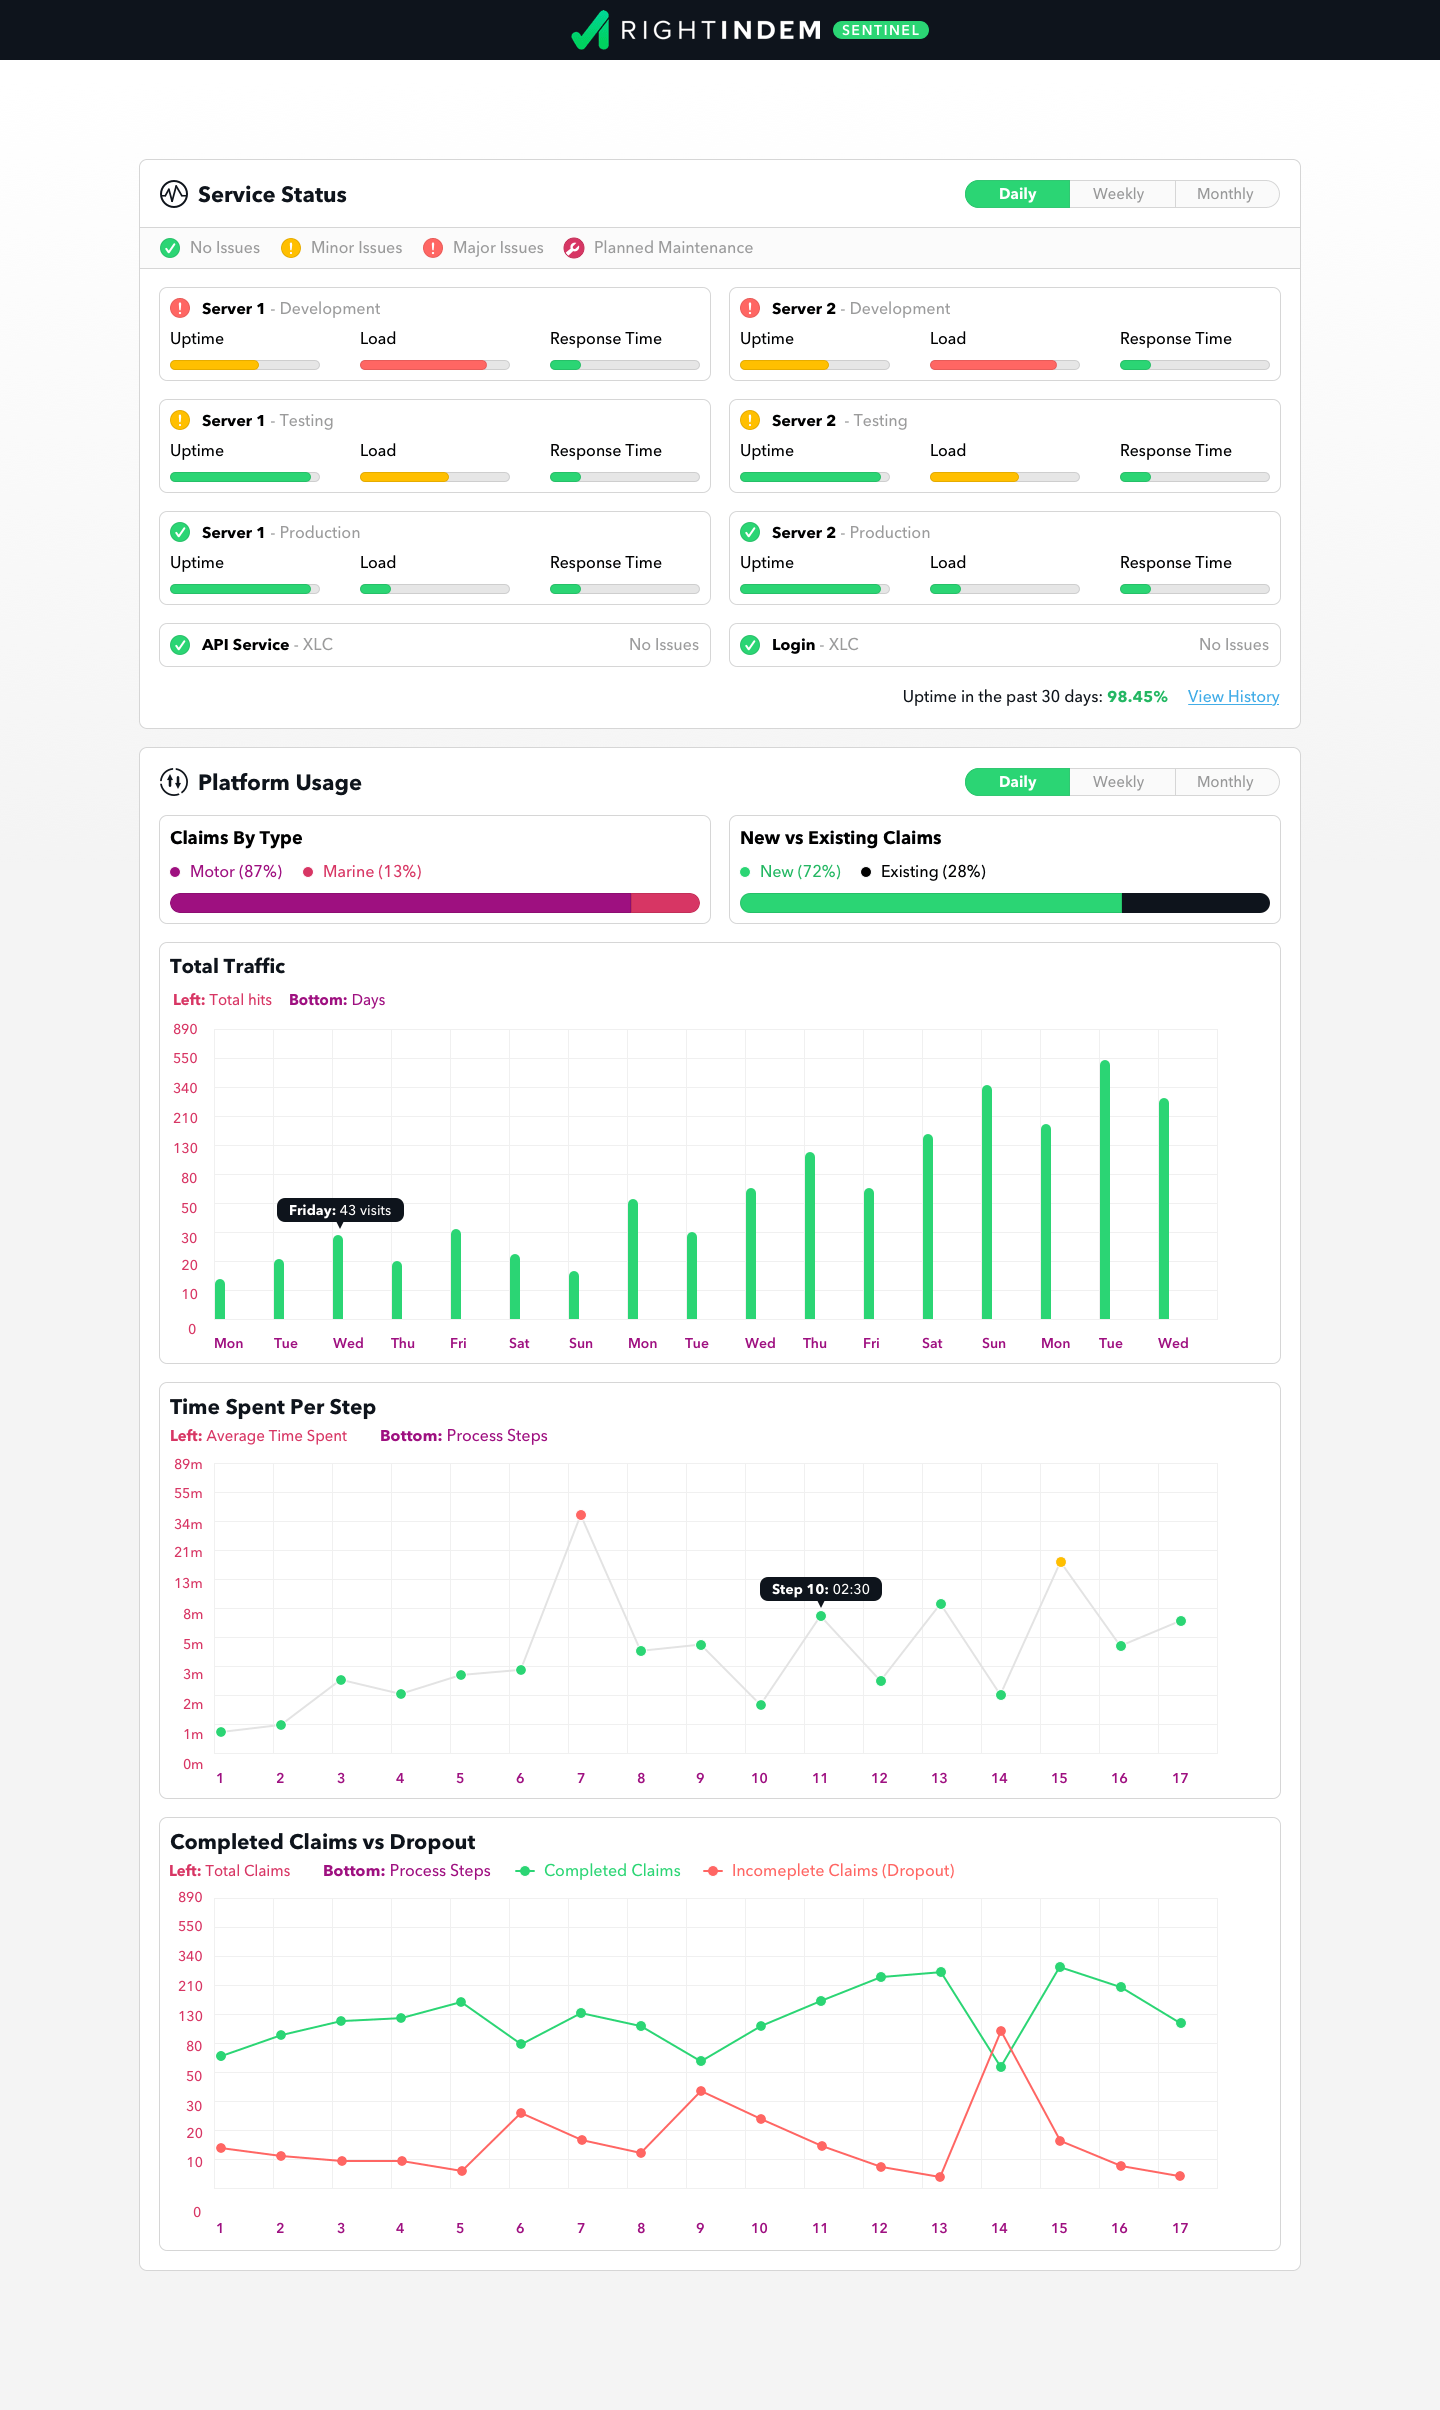 RIGHTINDEM SENTINEL
Service Status
Daily Weekly Monthly
No Issues Minor Issues Major Issues Planned Maintenance
Server 1 - Development
Uptime Load Response Time
Server 2 - Development
Uptime Load Response Time
Server 1 - Testing
Uptime Load Response Time
Server 2 - Testing
Uptime Load Response Time
Server 1 - Production
Uptime Load Response Time
Server 2 - Production
Uptime Load Response Time
API Service - XLC No Issues
Login - XLC No Issues
Uptime in the past 30 days: 98.45% View History
Platform Usage
Daily Weekly Monthly
Claims By Type
Motor (87%) Marine (13%)
New vs Existing Claims
New (72%) Existing (28%)
Total Traffic
Left: Total hits Bottom: Days
890
550
340
210
130
80
50
Friday: 43 visits
30
20
10
0
Mon Tue Wed Thu Fri Sat Sun Mon Tue Wed Thu Fri Sat Sun Mon Tue Wed
Time Spent Per Step
Left: Average Time Spent Bottom: Process Steps
89m
55m
34m
21m
13m
Step 10: 02:30
8m
5m
3m
2m
1m
0m
1 2 3 4 5 6 7 8 9 10 11 12 13 14 15 16 17
Completed Claims vs Dropout
Left: Total Claims Bottom: Process Steps Completed Claims Incomeplete Claims (Dropout)
890
550
340
210
130
80
50
30
20
10
0
1 2 3 4 5 6 7 8 9 10 11 12 13 14 15 16 17